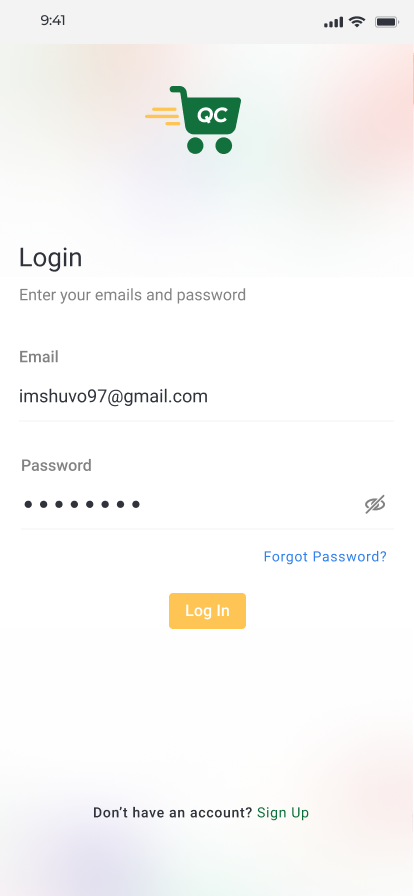 9:41
QC
Login
Enter your emails and password
Email
imshuvo97@gmail.com
Password
Forgot Password?
Log In
Don’t have an account? Sign Up